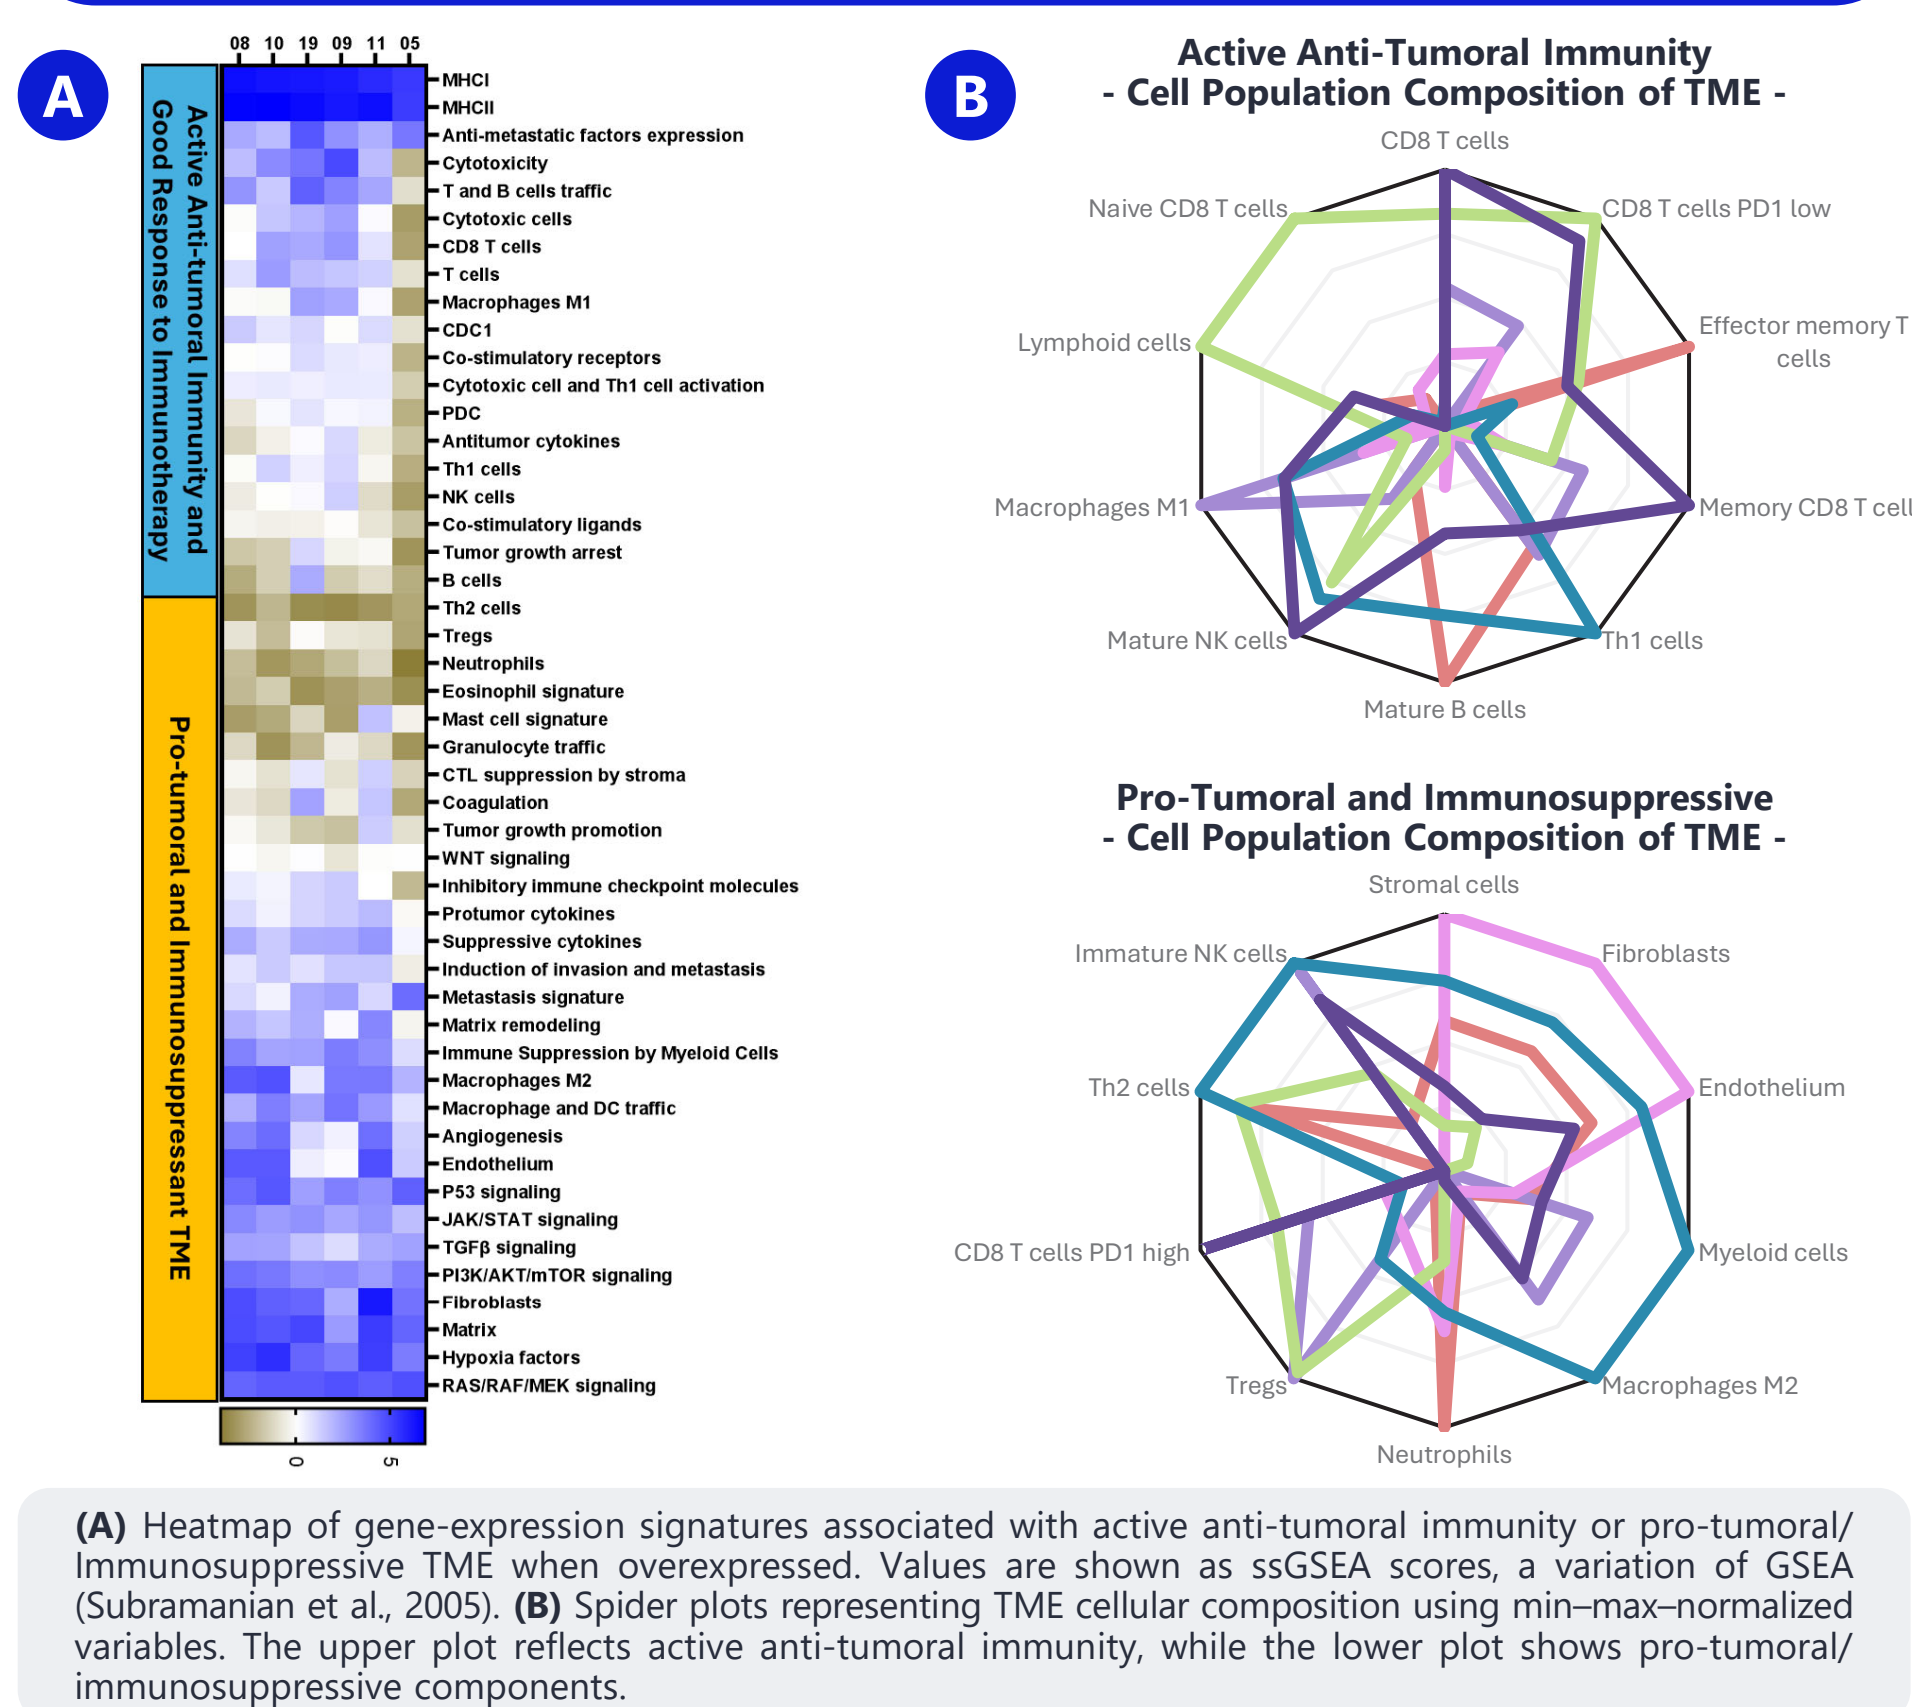 A
08 10 19 09 11 05
Active Anti-tumoral Immunity and
Good Response to Immunotherapy
Pro-tumoral and Immunosuppressant TME
MHCI
MHCII
Anti-metastatic factors expression
Cytotoxicity
T and B cells traffic
Cytotoxic cells
CD8 T cells
T cells
Macrophages M1
CDC1
Co-stimulatory receptors
Cytotoxic cell and Th1 cell activation
PDC
Antitumor cytokines
Th1 cells
NK cells
Co-stimulatory ligands
Tumor growth arrest
B cells
Th2 cells
Tregs
Neutrophils
Eosinophil signature
Mast cell signature
Granulocyte traffic
CTL suppression by stroma
Coagulation
Tumor growth promotion
WNT signaling
Inhibitory immune checkpoint molecules
Protumor cytokines
Suppressive cytokines
Induction of invasion and metastasis
Metastasis signature
Matrix remodeling
Immune Suppression by Myeloid Cells
Macrophages M2
Macrophage and DC traffic
Angiogenesis
Endothelium
P53 signaling
JAK/STAT signaling
TGFβ signaling
PI3K/AKT/mTOR signaling
Fibroblasts
Matrix
Hypoxia factors
RAS/RAF/MEK signaling
0 5
B
Active Anti-Tumoral Immunity
- Cell Population Composition of TME -
CD8 T cells
CD8 T cells PD1 low
Effector memory T
cells
Memory CD8 T cell
Th1 cells
Mature B cells
Mature NK cells
Macrophages M1
Lymphoid cells
Naive CD8 T cells
Pro-Tumoral and Immunosuppressive
- Cell Population Composition of TME -
Stromal cells
Fibroblasts
Endothelium
Myeloid cells
Macrophages M2
Neutrophils
Tregs
CD8 T cells PD1 high
Th2 cells
Immature NK cells
(A) Heatmap of gene-expression signatures associated with active anti-tumoral immunity or pro-tumoral/
Immunosuppressive TME when overexpressed. Values are shown as ssGSEA scores, a variation of GSEA
(Subramanian et al., 2005). (B) Spider plots representing TME cellular composition using min–max–normalized
variables. The upper plot reflects active anti-tumoral immunity, while the lower plot shows pro-tumoral/
immunosuppressive components.